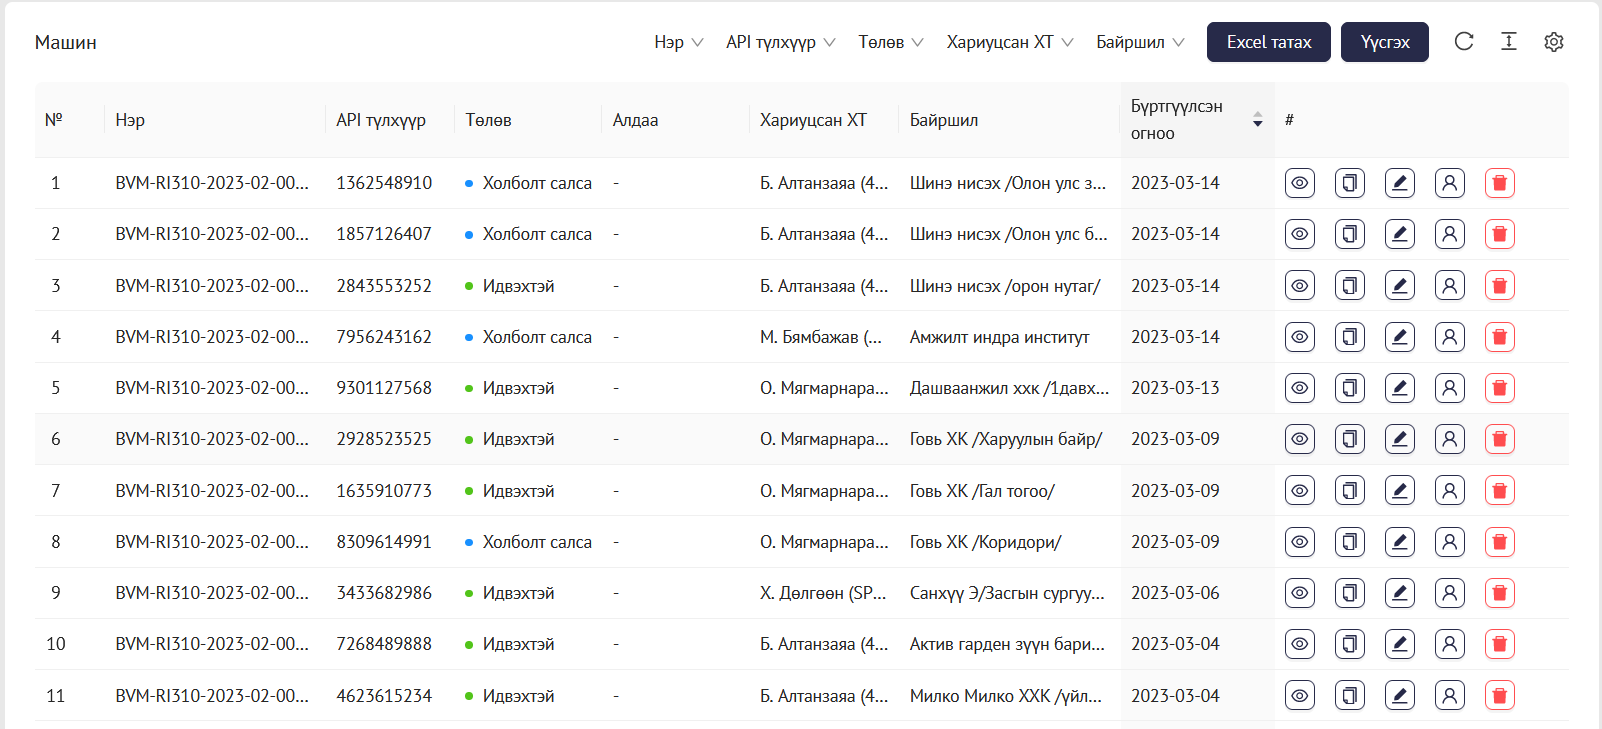 Машин
Нэр API түлхүүр Төлөв Хариуцсан ХТ Байршил Excel татах Үүсгэх
№ Нэр API түлхүүр Төлөв Алдаа Хариуцсан ХТ Байршил Бүртгүүлсэн огноо #
1 BVM-RI310-2023-02-00... 1362548910 Холболт салса - Б. Алтанзаяа (4... Шинэ нисэх /Олон улс з... 2023-03-14
2 BVM-RI310-2023-02-00... 1857126407 Холболт салса - Б. Алтанзаяа (4... Шинэ нисэх /Олон улс б... 2023-03-14
3 BVM-RI310-2023-02-00... 2843553252 Идвэхтэй - Б. Алтанзаяа (4... Шинэ нисэх /орон нутаг/ 2023-03-14
4 BVM-RI310-2023-02-00... 7956243162 Холболт салса - М. Бямбажав (... Амжилт индра институт 2023-03-14
5 BVM-RI310-2023-02-00... 9301127568 Идвэхтэй - О. Мягмарнара... Дашваанжил ххк /1давх... 2023-03-13
6 BVM-RI310-2023-02-00... 2928523525 Идвэхтэй - О. Мягмарнара... Говь ХК /Харуулын байр/ 2023-03-09
7 BVM-RI310-2023-02-00... 1635910773 Идвэхтэй - О. Мягмарнара... Говь ХК /Гал тогоо/ 2023-03-09
8 BVM-RI310-2023-02-00... 8309614991 Холболт салса - О. Мягмарнара... Говь ХК /Коридори/ 2023-03-09
9 BVM-RI310-2023-02-00... 3433682986 Идвэхтэй - Х. Дөлгөөн (SP... Санхүү Э/Засгын сургуу... 2023-03-06
10 BVM-RI310-2023-02-00... 7268489888 Идвэхтэй - Б. Алтанзаяа (4... Актив гарден зүүн бари... 2023-03-04
11 BVM-RI310-2023-02-00... 4623615234 Идвэхтэй - Б. Алтанзаяа (4... Милко Милко ХХК /үйл... 2023-03-04